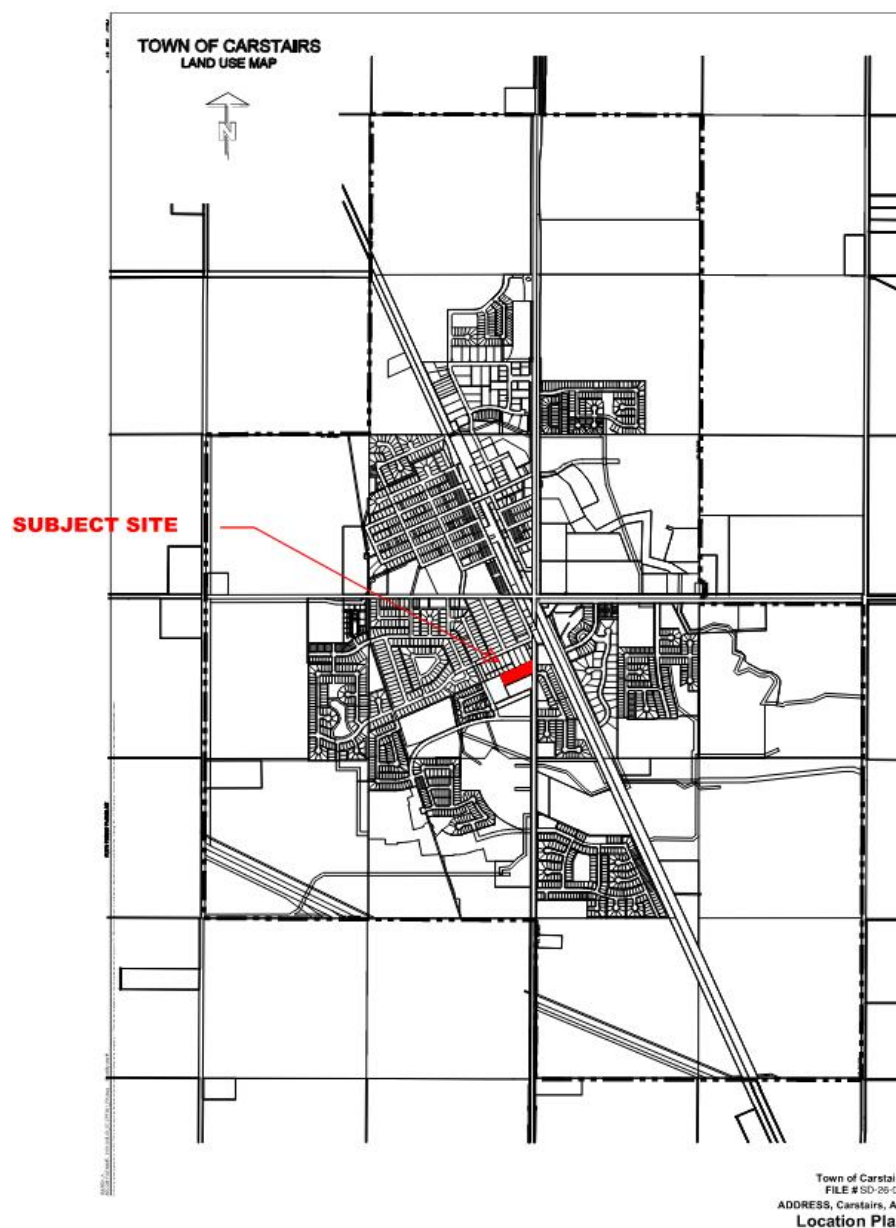 TOWN OF CARSTAIRS
LAND USE MAP
N
SUBJECT SITE
Town of Carstai
FILE # SD-26-0
ADDRESS, Carstairs, A
Location Pla